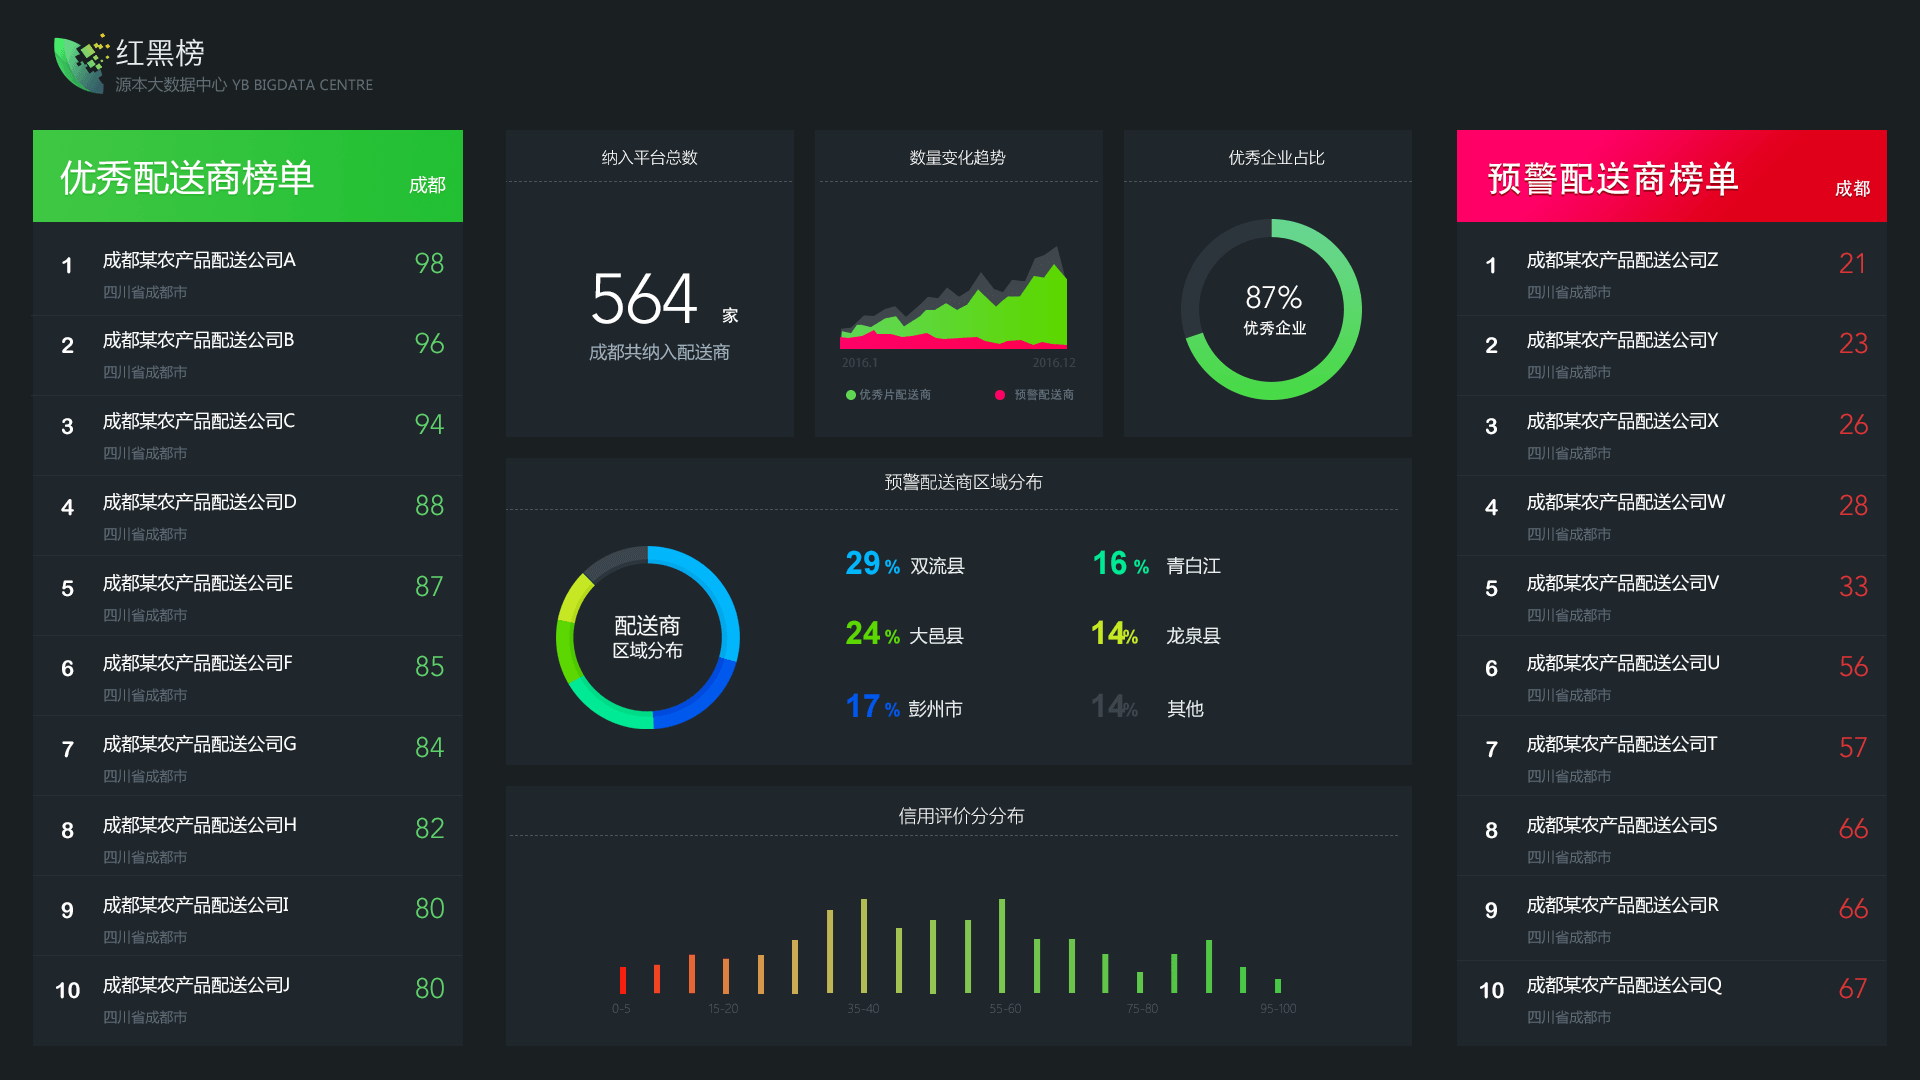 红黑榜
源本大数据中心 YB BIGDATA CENTRE
优秀配送商榜单 成都
1 成都某农产品配送公司A 98
四川省成都市
2 成都某农产品配送公司B 96
四川省成都市
3 成都某农产品配送公司C 94
四川省成都市
4 成都某农产品配送公司D 88
四川省成都市
5 成都某农产品配送公司E 87
四川省成都市
6 成都某农产品配送公司F 85
四川省成都市
7 成都某农产品配送公司G 84
四川省成都市
8 成都某农产品配送公司H 82
四川省成都市
9 成都某农产品配送公司I 80
四川省成都市
10 成都某农产品配送公司J 80
四川省成都市
纳入平台总数
564 家
成都共纳入配送商
数量变化趋势
2016.1 2016.12
优秀片配送商 预警配送商
优秀企业占比
87%
优秀企业
预警配送商区域分布
配送商
区域分布
29 % 双流县 16 % 青白江
24 % 大邑县 14% 龙泉县
17 % 彭州市 14% 其他
信用评价分分布
0-5 15-20 35-40 55-60 75-80 95-100
预警配送商榜单 成都
1 成都某农产品配送公司Z 21
四川省成都市
2 成都某农产品配送公司Y 23
四川省成都市
3 成都某农产品配送公司X 26
四川省成都市
4 成都某农产品配送公司W 28
四川省成都市
5 成都某农产品配送公司V 33
四川省成都市
6 成都某农产品配送公司U 56
四川省成都市
7 成都某农产品配送公司T 57
四川省成都市
8 成都某农产品配送公司S 66
四川省成都市
9 成都某农产品配送公司R 66
四川省成都市
10 成都某农产品配送公司Q 67
四川省成都市